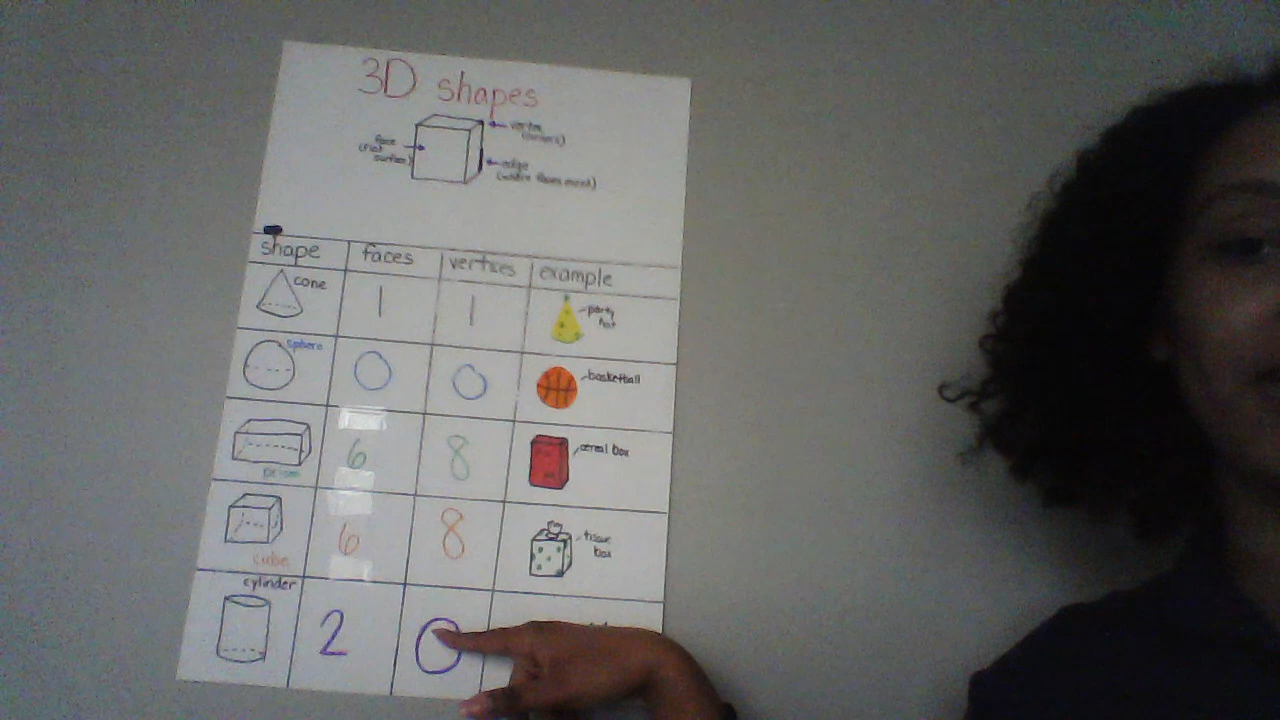 3D shapes
vertex
(corners)
face
(flat
surface)
edge
(where faces meet)
shape faces vertices example
cone 1 1 party
hat
sphere 0 0 basketball
prism 6 8 cereal box
cube 6 8 tissue
box
cylinder 2 0